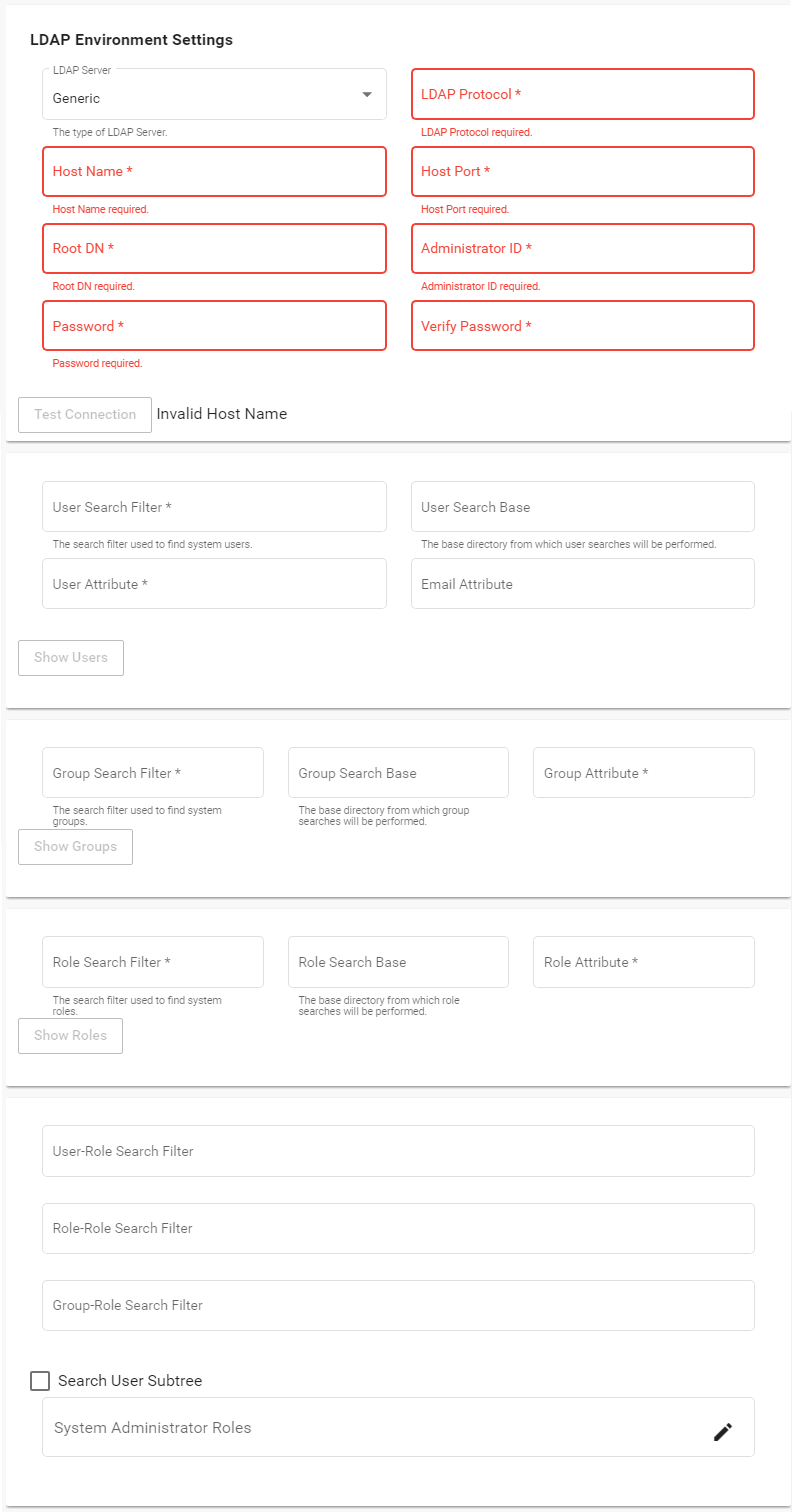 LDAP Environment Settings
LDAP Server
Generic
The type of LDAP Server.
LDAP Protocol *
LDAP Protocol required.
Host Name *
Host Name required.
Host Port *
Host Port required.
Root DN *
Root DN required.
Administrator ID *
Administrator ID required.
Password *
Password required.
Verify Password *
Test Connection
Invalid Host Name
User Search Filter *
The search filter used to find system users.
User Search Base
The base directory from which user searches will be performed.
User Attribute *
Email Attribute
Show Users
Group Search Filter *
The search filter used to find system
groups.
Group Search Base
The base directory from which group
searches will be performed.
Group Attribute *
Show Groups
Role Search Filter *
The search filter used to find system
roles.
Role Search Base
The base directory from which role
searches will be performed.
Role Attribute *
Show Roles
User-Role Search Filter
Role-Role Search Filter
Group-Role Search Filter
Search User Subtree
System Administrator Roles